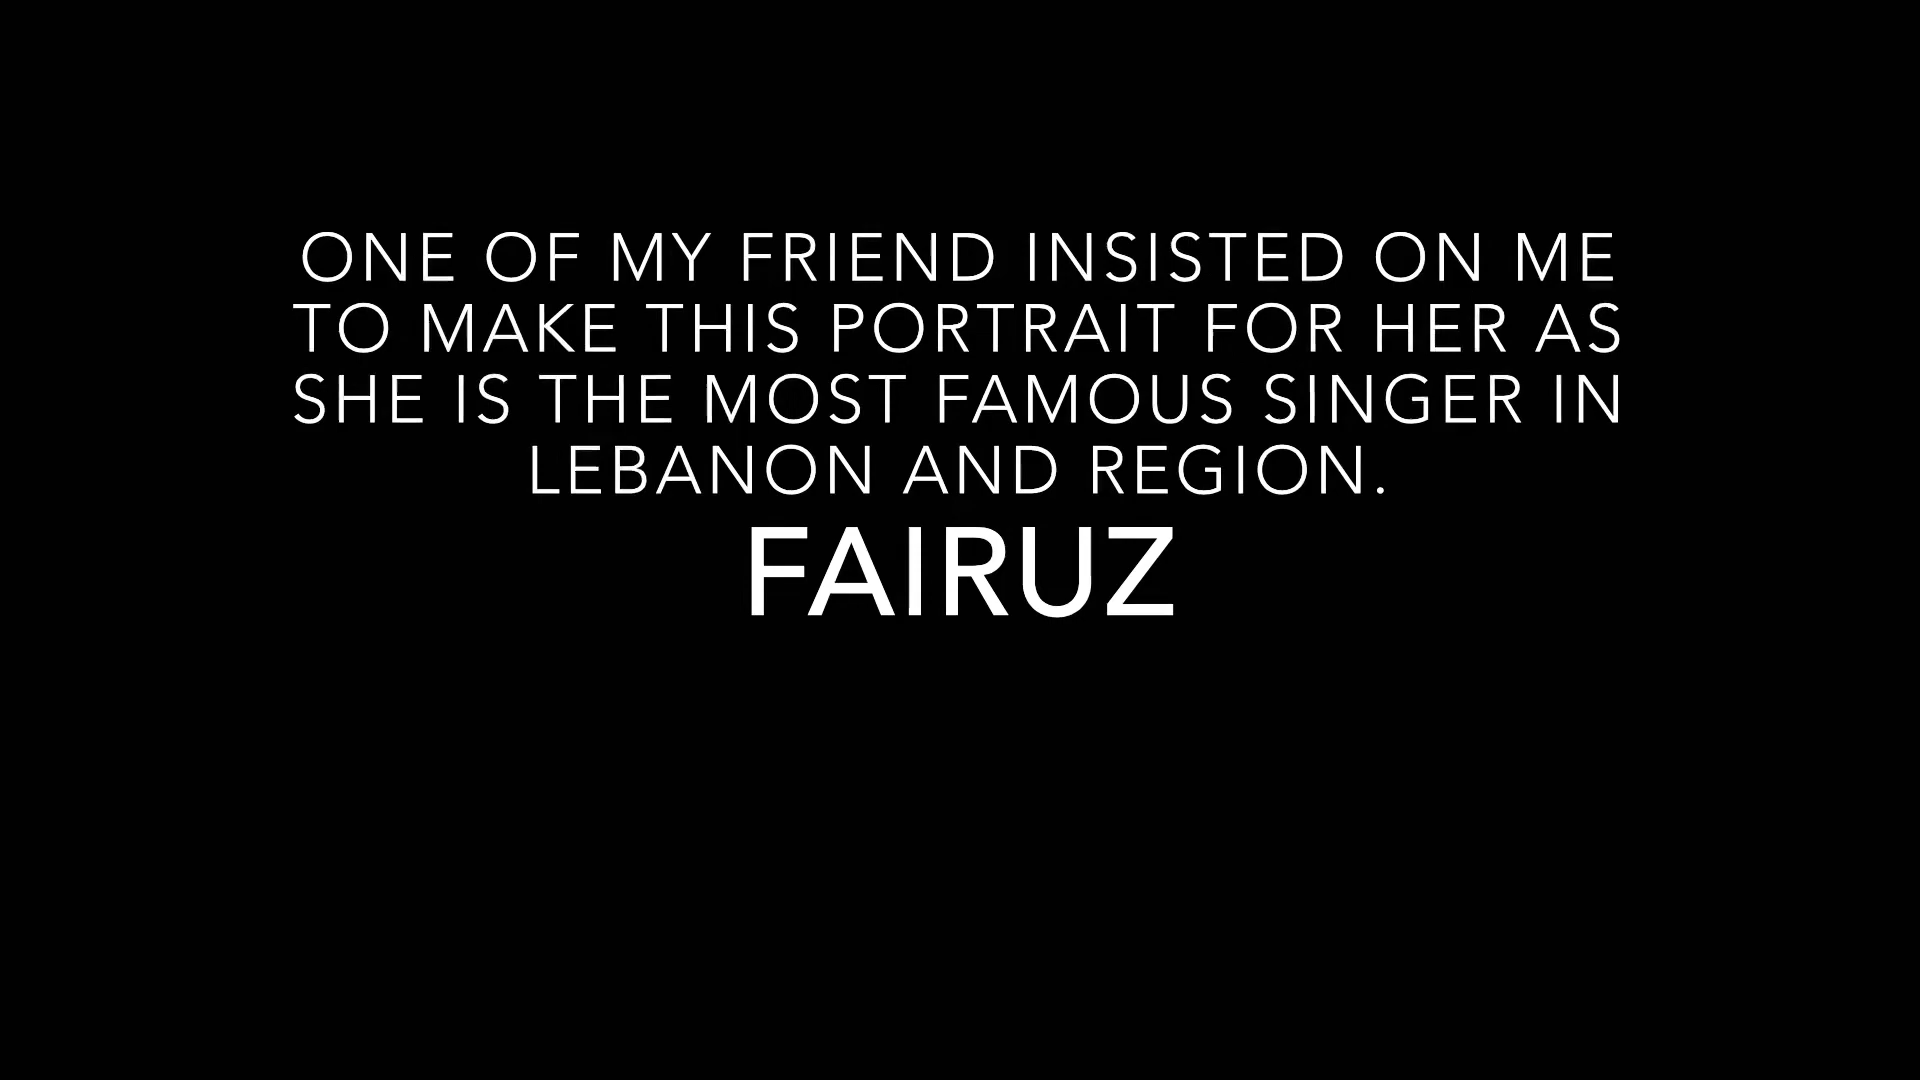 ONE OF MY FRIEND INSISTED ON ME
TO MAKE THIS PORTRAIT FOR HER AS
SHE IS THE MOST FAMOUS SINGER IN
LEBANON AND REGION.
FAIRUZ